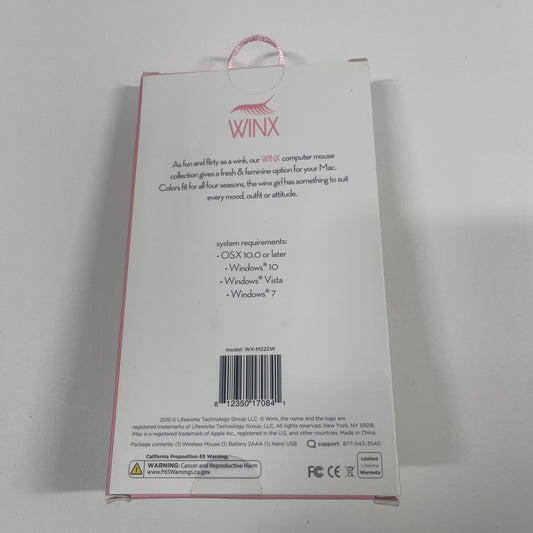 WINX
As fun and flirty as a wink, our WINX computer mouse
collection gives a fresh & feminine option for your Mac.
Colors fit for all four seasons, the winx girl has something to suit
every mood, outfit or attitude.
system requirements:
• OSX 10.0 or later
• Windows® 10
• Windows® Vista
• Windows® 7
model: WX-M222W
8 12350 17084 1
2019 © Lifeworks Technology Group LLC. © Winx, the name and the logo are
registered trademarks of Lifeworks Technology Group, LLC. All rights reserved. New York, NY 10018.
iMac is a registered trademark of Apple Inc., registered in the U.S. and other countries. Made in China
Package contents: (1) Wireless Mouse (1) Battery 2AAA (1) Nano USB
support: 877-543-3540
California Proposition 65 Warning:
WARNING: Cancer and Reproductive Harm
www.P65Warnings.ca.gov
FC CE
Limited
Lifetime
Warranty